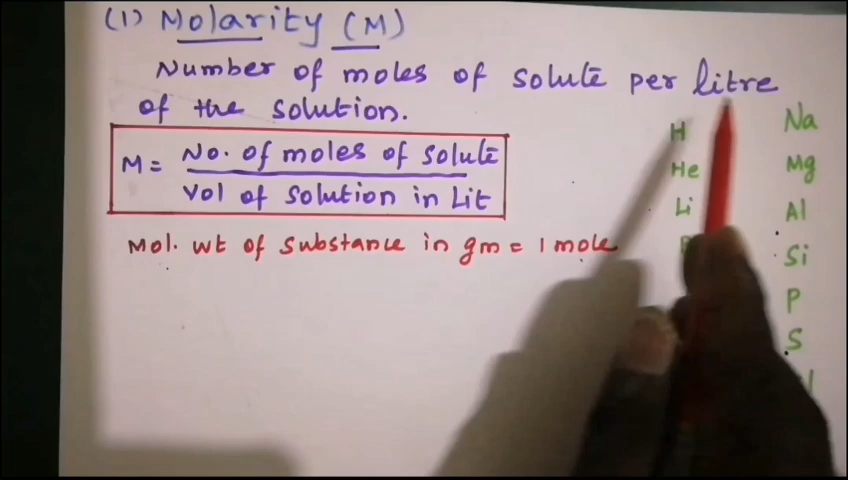 (1) Molarity (M)
Number of moles of solute per litre
of the solution.
M = No. of moles of solute
Vol of solution in Lit
Mol. wt of substance in gm = 1 mole
H
He
Li
Na
Mg
Al
Si
P
S